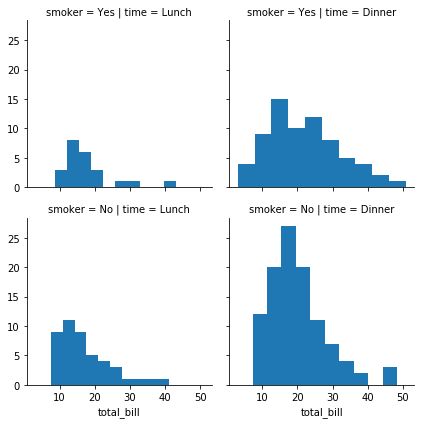 smoker = Yes | time = Lunch
smoker = Yes | time = Dinner
25
20
15
10
5
0
smoker = No | time = Lunch
smoker = No | time = Dinner
25
20
15
10
5
0
10 20 30 40 50
10 20 30 40 50
total_bill
total_bill